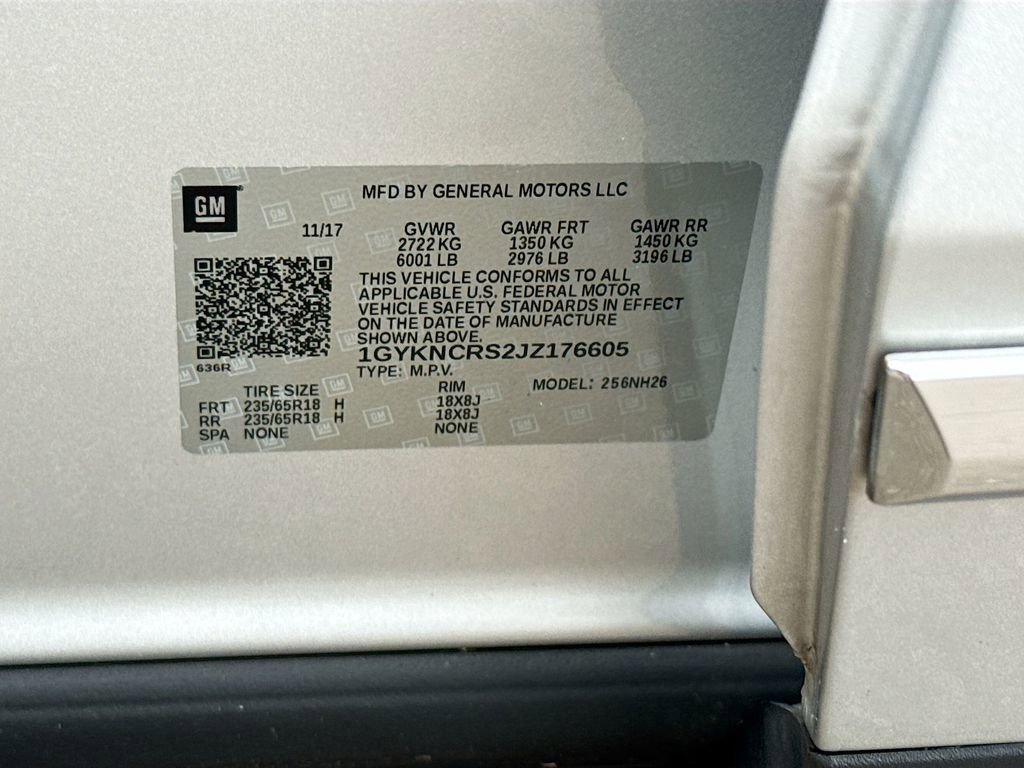 GM
MFD BY GENERAL MOTORS LLC
11/17 GVWR GAWR FRT GAWR RR
2722 KG 1350 KG 1450 KG
6001 LB 2976 LB 3196 LB
THIS VEHICLE CONFORMS TO ALL
APPLICABLE U.S. FEDERAL MOTOR
VEHICLE SAFETY STANDARDS IN EFFECT
ON THE DATE OF MANUFACTURE
SHOWN ABOVE.
1GYKNCRS2JZ176605
636R
TYPE: M.P.V.
TIRE SIZE RIM MODEL: 256NH26
FRT 235/65R18 H 18X8J
RR 235/65R18 H 18X8J
SPA NONE NONE